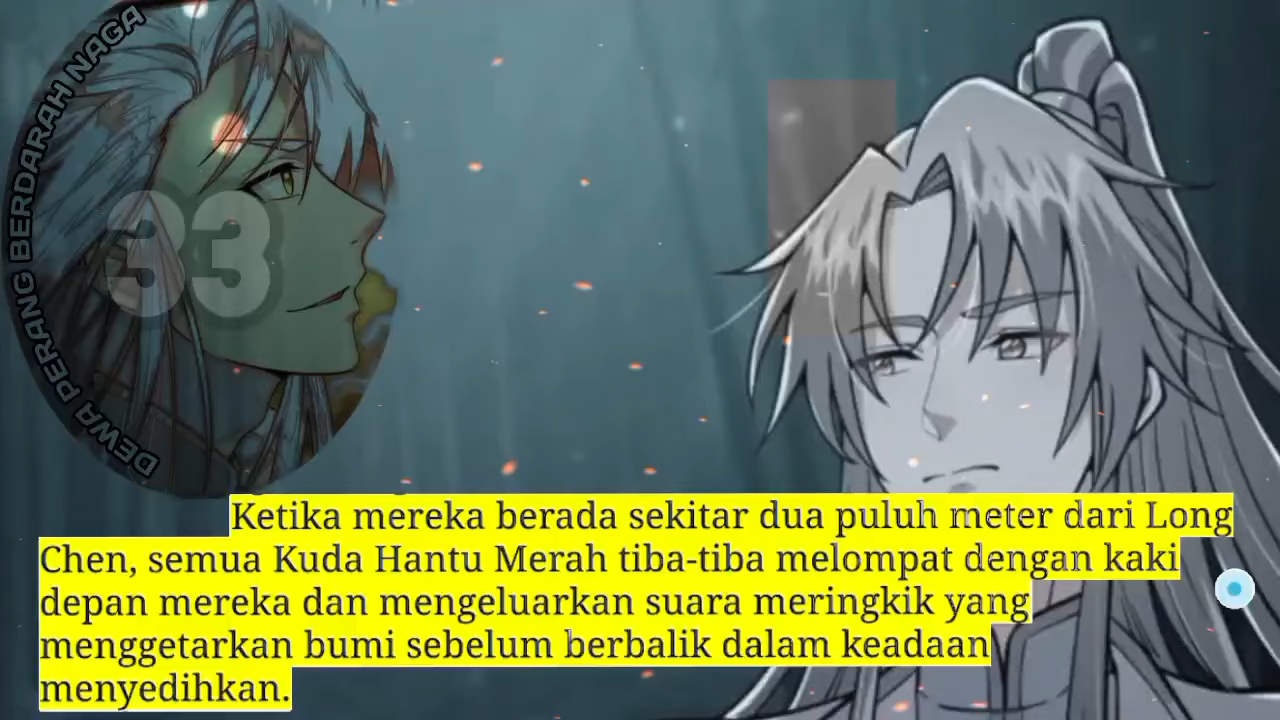 DEWA PERANG BERDARAH NAGA
33
Ketika mereka berada sekitar dua puluh meter dari Long
Chen, semua Kuda Hantu Merah tiba-tiba melompat dengan kaki
depan mereka dan mengeluarkan suara meringkik yang
menggetarkan bumi sebelum berbalik dalam keadaan
menyedihkan.